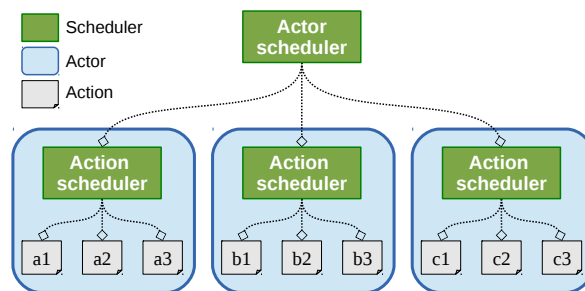 Scheduler
Actor
Action
Actor
scheduler
Action
scheduler
Action
scheduler
Action
scheduler
a1 a2 a3 b1 b2 b3 c1 c2 c3